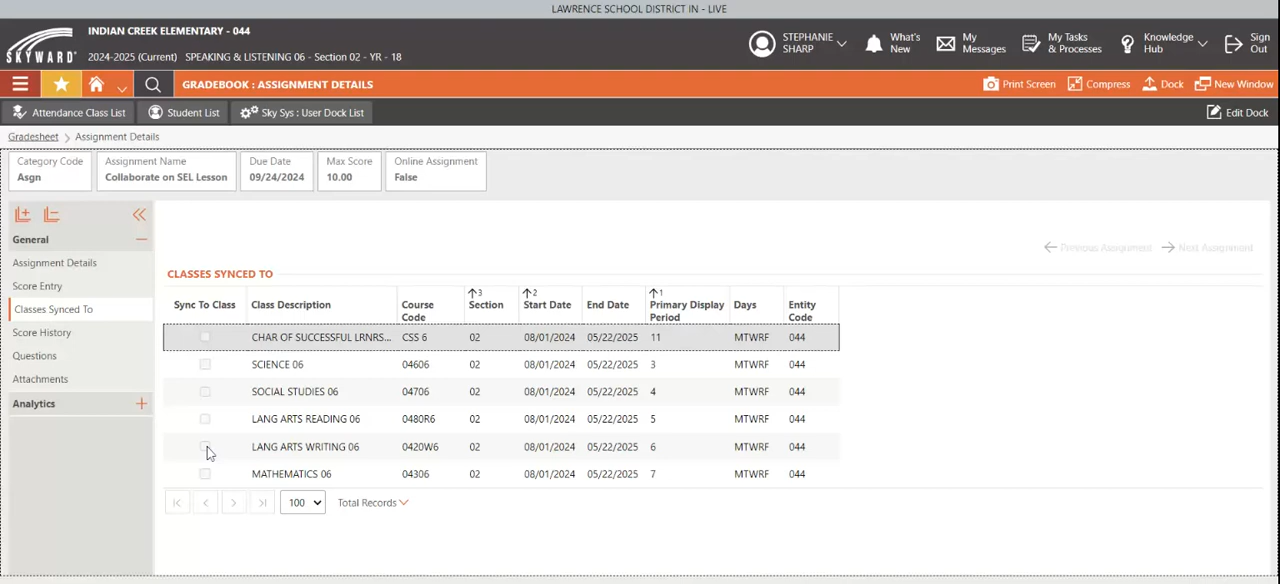 LAWRENCE SCHOOL DISTRICT IN - LIVE
SKYWARD
INDIAN CREEK ELEMENTARY - 044
2024-2025 (Current) SPEAKING & LISTENING 06 - Section 02 - YR - 18
STEPHANIE SHARP
What's New
My Messages
My Tasks & Processes
Knowledge Hub
Sign Out
GRADEBOOK : ASSIGNMENT DETAILS
Print Screen Compress Dock New Window
Attendance Class List Student List Sky Sys : User Dock List Edit Dock
Gradesheet > Assignment Details
Category Code Assignment Name Due Date Max Score Online Assignment
Asgn Collaborate on SEL Lesson 09/24/2024 10.00 False
General
Assignment Details
Score Entry
Classes Synced To
Score History
Questions
Attachments
Analytics
Previous Assignment Next Assignment
CLASSES SYNCED TO
Sync To Class Class Description Course Code 3 Section 2 Start Date End Date 1 Primary Display Period Days Entity Code
CHAR OF SUCCESSFUL LRNRS... CSS 6 02 08/01/2024 05/22/2025 11 MTWRF 044
SCIENCE 06 04606 02 08/01/2024 05/22/2025 3 MTWRF 044
SOCIAL STUDIES 06 04706 02 08/01/2024 05/22/2025 4 MTWRF 044
LANG ARTS READING 06 0480R6 02 08/01/2024 05/22/2025 5 MTWRF 044
LANG ARTS WRITING 06 0420W6 02 08/01/2024 05/22/2025 6 MTWRF 044
MATHEMATICS 06 04306 02 08/01/2024 05/22/2025 7 MTWRF 044
100 Total Records